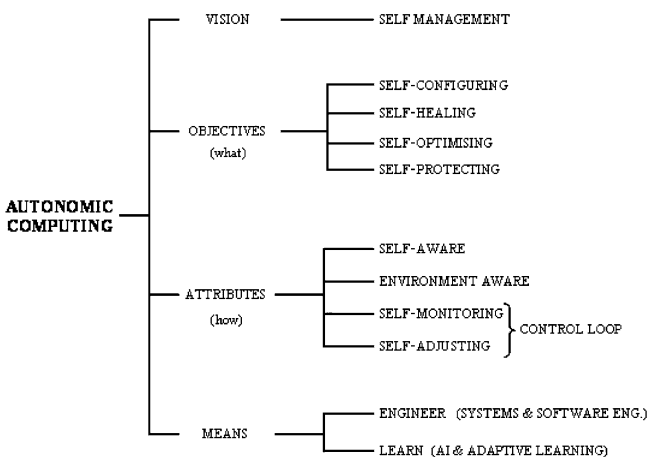 VISION
SELF MANAGEMENT
SELF-CONFIGURING
SELF-HEALING
OBJECTIVES
(what)
SELF-OPTIMISING
SELF-PROTECTING
AUTONOMIC
COMPUTING
SELF-AWARE
ENVIRONMENT AWARE
ATTRIBUTES
(how)
SELF-MONITORING
SELF-ADJUSTING
CONTROL LOOP
MEANS
ENGINEER (SYSTEMS & SOFTWARE ENG.)
LEARN (AI & ADAPTIVE LEARNING)